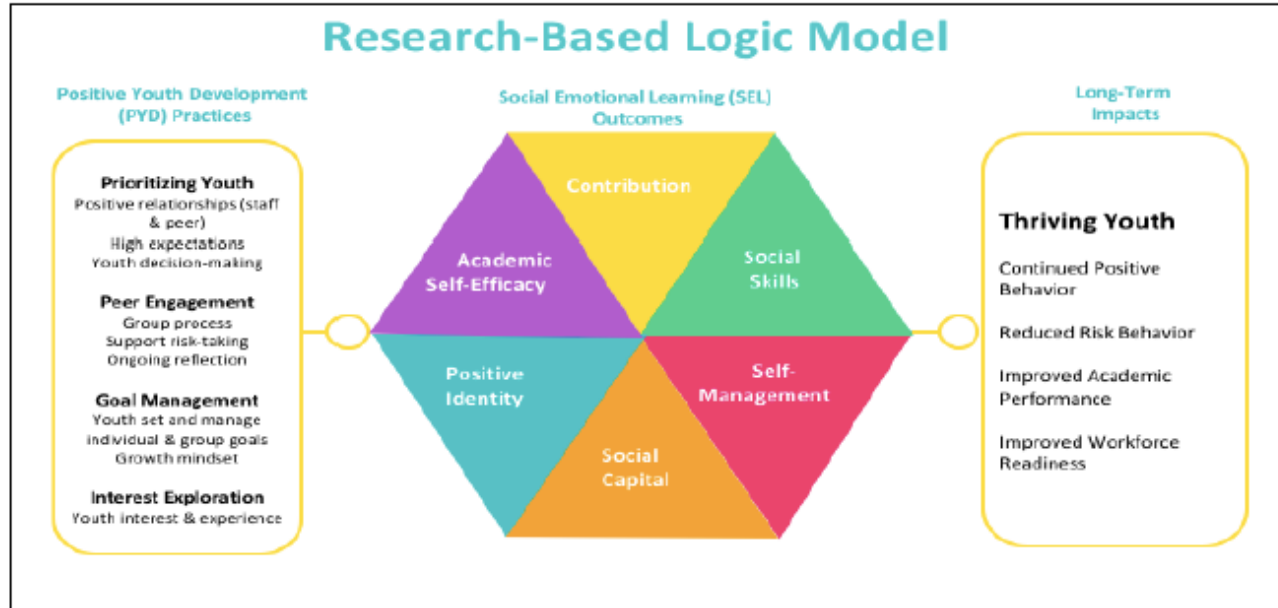 Research-Based Logic Model
Positive Youth Development
(PYD) Practices
Prioritizing Youth
Positive relationships (staff
& peer)
High expectations
Youth decision-making
Peer Engagement
Group process
Support risk-taking
Ongoing reflection
Goal Management
Youth set and manage
individual & group goals
Growth mindset
Interest Exploration
Youth interest & experience
Social Emotional Learning (SEL)
Outcomes
Contribution
Academic
Self-Efficacy
Social
Skills
Positive
Identity
Self-
Management
Social
Capital
Long-Term
Impacts
Thriving Youth
Continued Positive
Behavior
Reduced Risk Behavior
Improved Academic
Performance
Improved Workforce
Readiness